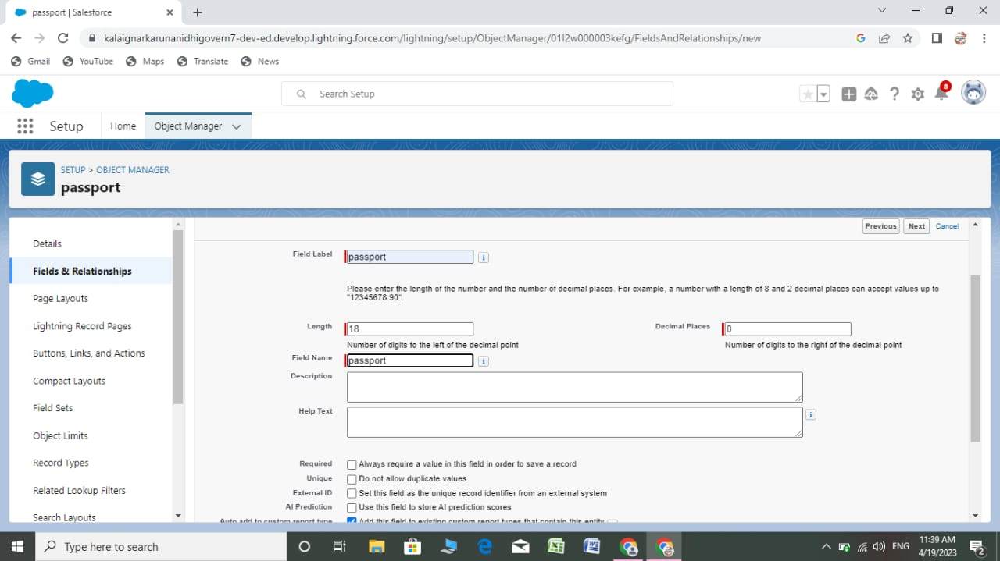 passport | Salesforce
kalaignarkarunanidhigovern7-dev-ed.develop.lightning.force.com/lightning/setup/ObjectManager/01I2w000003kefg/FieldsAndRelationships/new
Gmail YouTube Maps Translate News
Search Setup
8
Setup Home Object Manager
SETUP > OBJECT MANAGER
passport
Details
Fields & Relationships
Page Layouts
Lightning Record Pages
Buttons, Links, and Actions
Compact Layouts
Field Sets
Object Limits
Record Types
Related Lookup Filters
Search Layouts
Previous Next Cancel
Field Label passport
Please enter the length of the number and the number of decimal places. For example, a number with a length of 8 and 2 decimal places can accept values up to
"12345678.90".
Length 18 Decimal Places 0
Number of digits to the left of the decimal point Number of digits to the right of the decimal point
Field Name passport
Description
Help Text
Required Always require a value in this field in order to save a record
Unique Do not allow duplicate values
External ID Set this field as the unique record identifier from an external system
AI Prediction Use this field to store AI prediction scores
Auto add to custom report type Add this field to existing custom report types that contain this entity
Type here to search
ENG
11:39 AM
4/19/2023
2